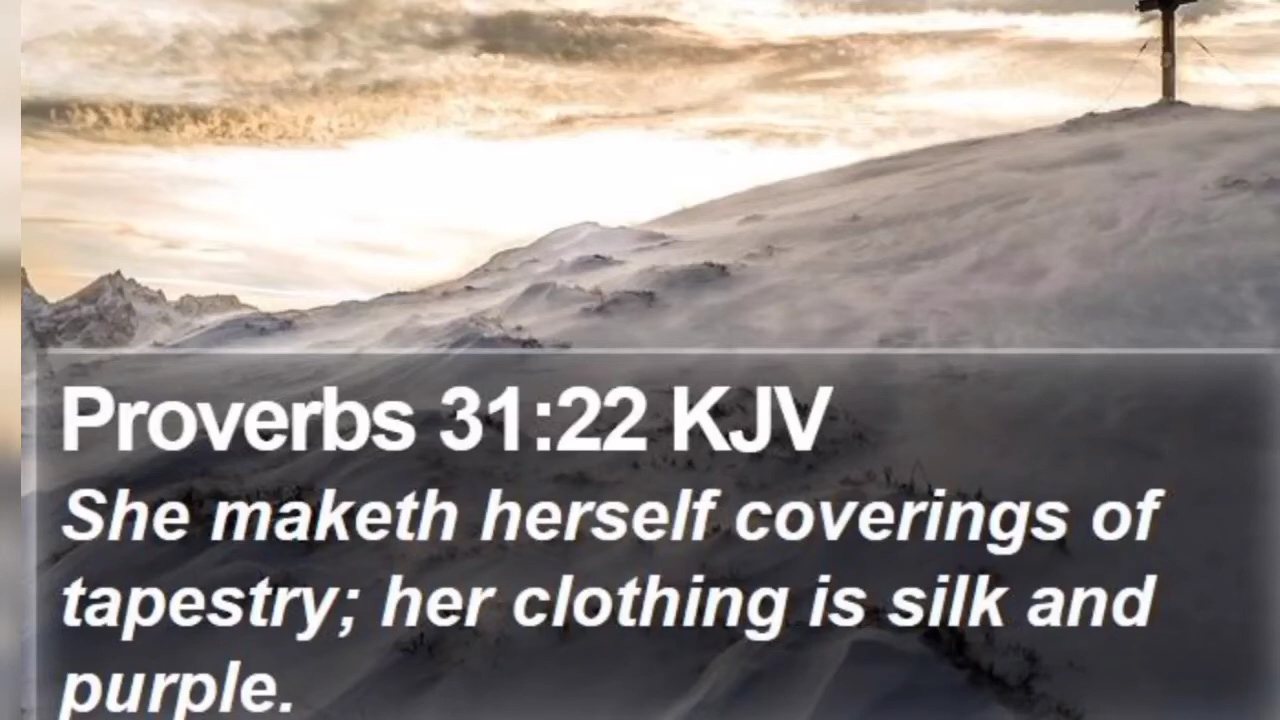 Proverbs 31:22 KJV
She maketh herself coverings of
tapestry; her clothing is silk and
purple.